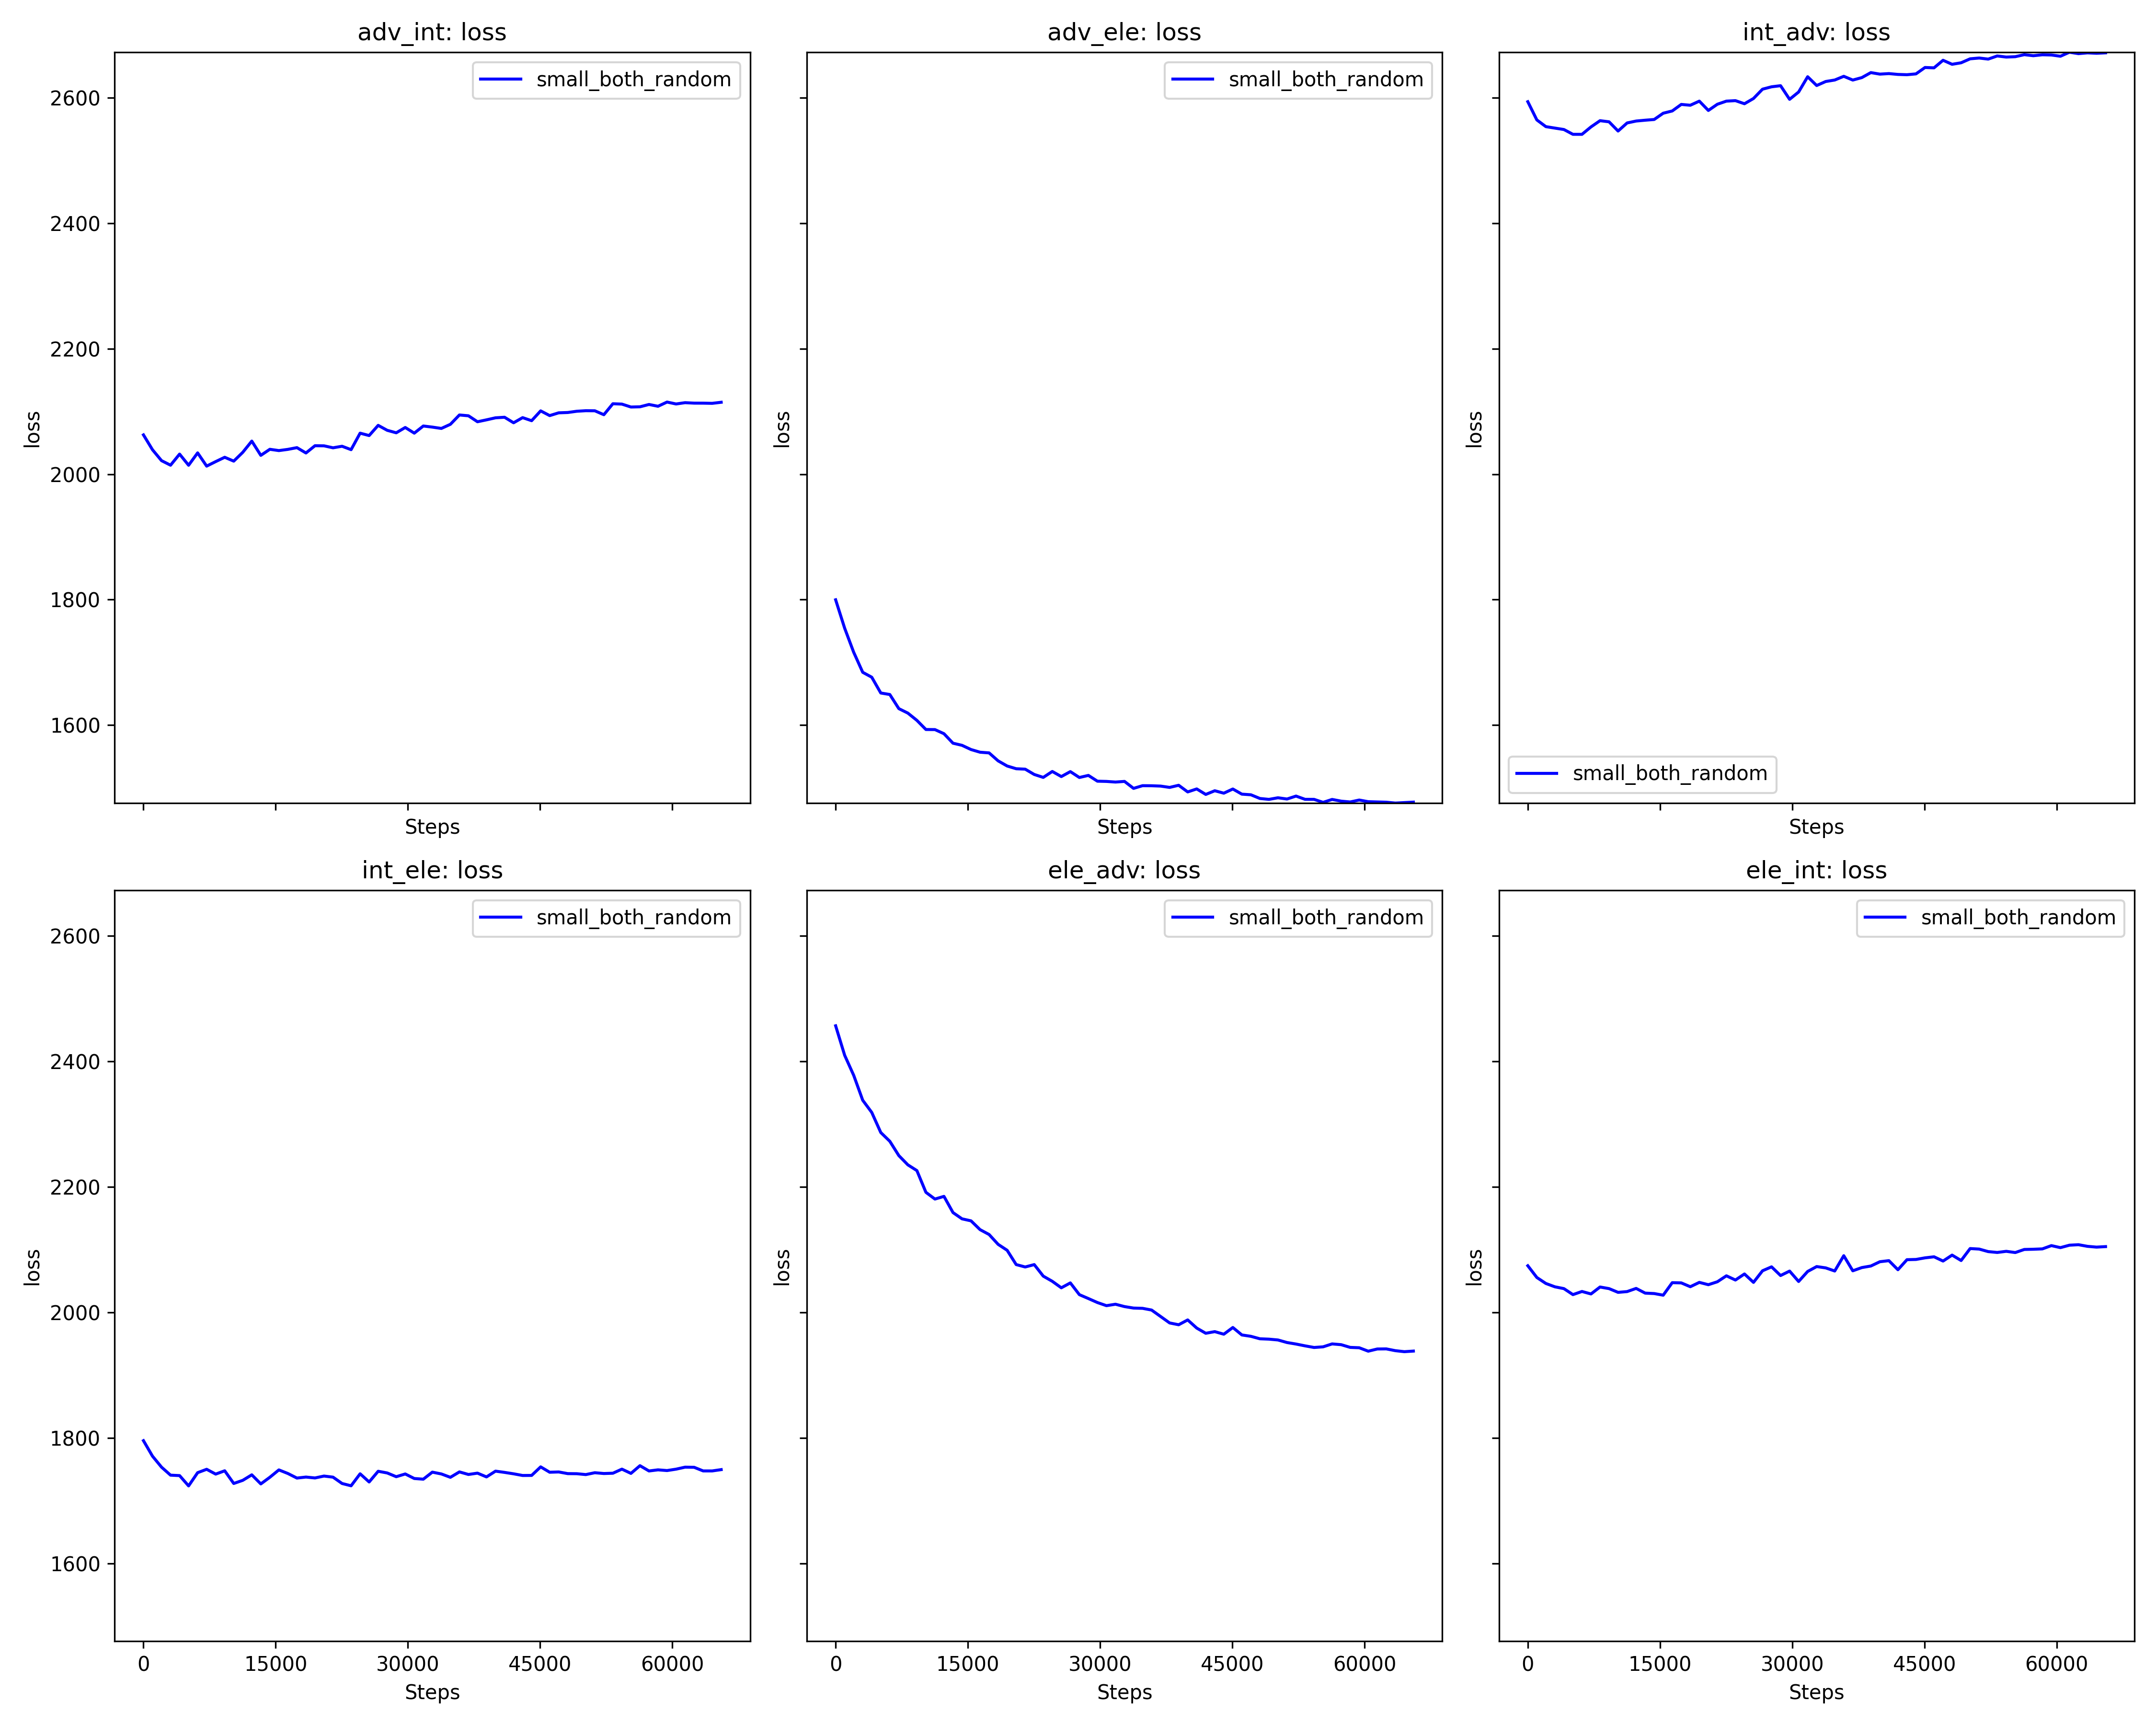 adv_int: loss
small_both_random
2600
2400
2200
2000
1800
1600
loss
Steps
adv_ele: loss
small_both_random
loss
Steps
int_adv: loss
small_both_random
loss
Steps
int_ele: loss
small_both_random
2600
2400
2200
2000
1800
1600
loss
0 15000 30000 45000 60000
Steps
ele_adv: loss
small_both_random
loss
0 15000 30000 45000 60000
Steps
ele_int: loss
small_both_random
loss
0 15000 30000 45000 60000
Steps